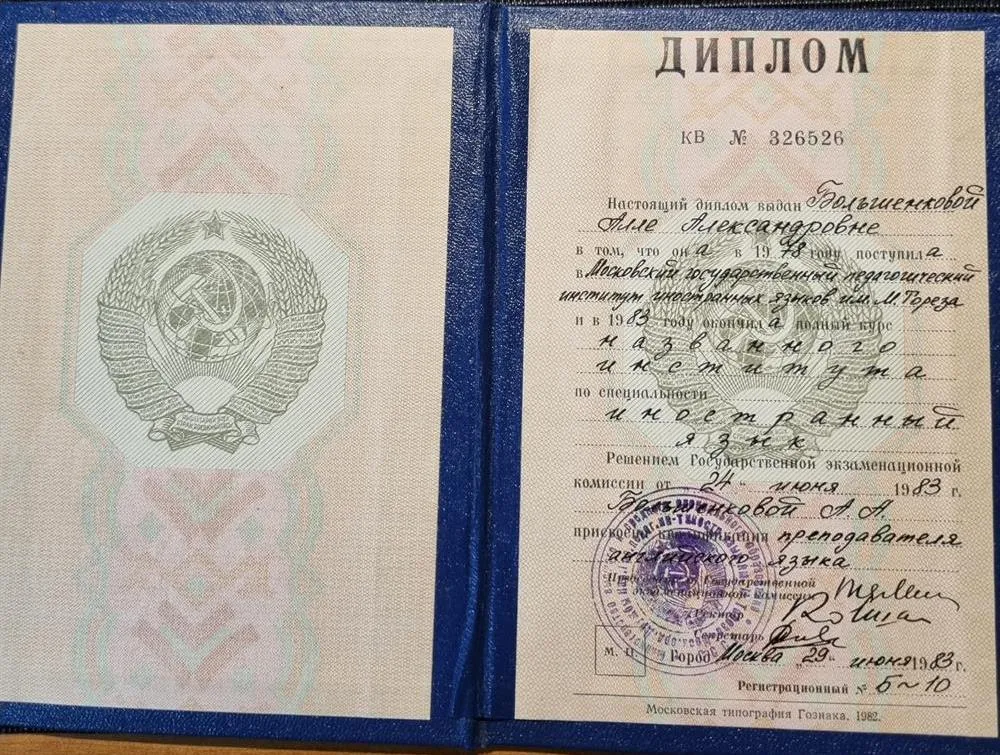 ДИПЛОМ
КВ № 326526
Настоящий диплом выдан Большенковой
Алле Александровне
в том, что она в 1978 году поступила
в Московский государственный педагогический
институт иностранных языков им. М. Тореза
и в 1983 году окончила полный курс
названного
института
по специальности
иностранный
язык
Решением Государственной экзаменационной
комиссии от „24“ июня 1983 г.
Большенковой А. А.
присвоена квалификация преподавателя
английского языка
Председатель Государственной
экзаменационной комиссии
Ректор
Секретарь
М. П. Город Москва „29“ июня 1983 г.
Регистрационный № Б-10
Московская типография Гознака. 1982.